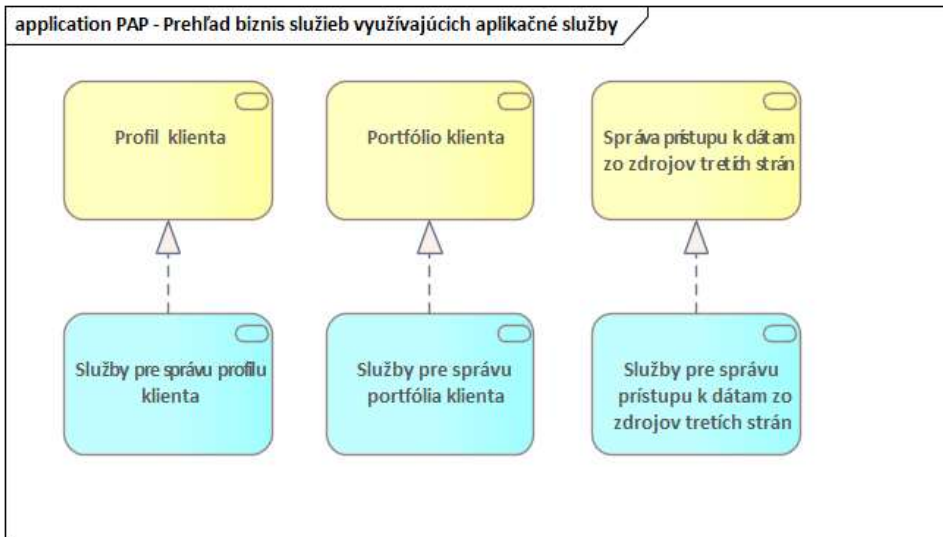 application PAP - Prehľad biznis služieb využívajúcich aplikačné služby
Profil klienta
Portfólio klienta
Správa prístupu k dátam
zo zdrojov tretích strán
Služby pre správu profilu
klienta
Služby pre správu
portfólia klienta
Služby pre správu
prístupu k dátam zo
zdrojov tretích strán